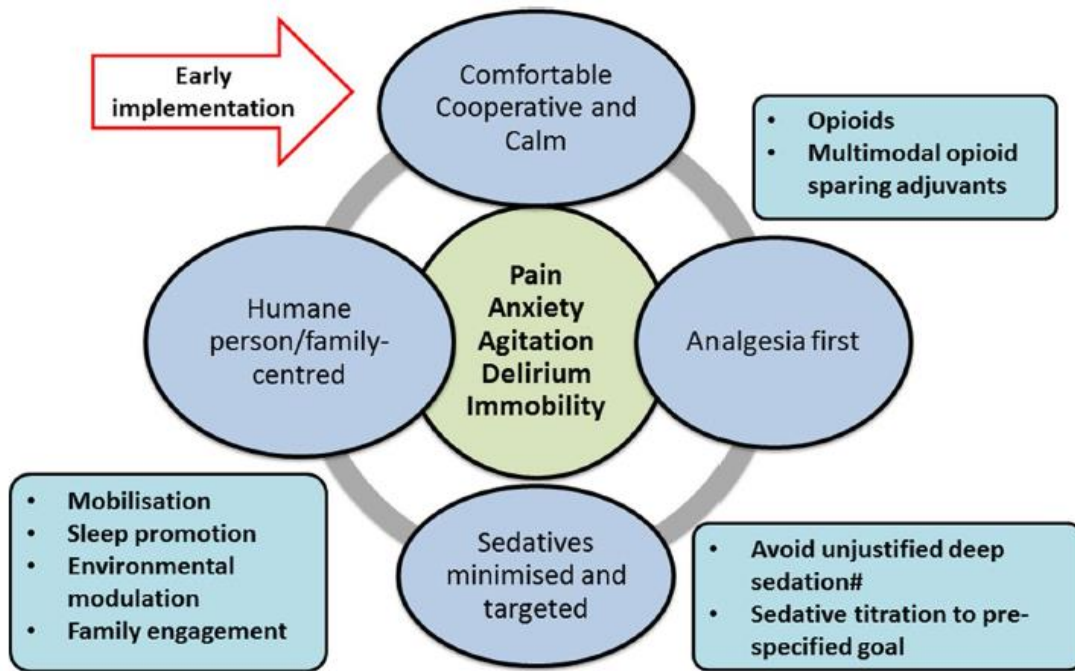 Early
implementation
Comfortable
Cooperative and
Calm
• Opioids
• Multimodal opioid
sparing adjuvants
Humane
person/family-
centred
Pain
Anxiety
Agitation
Delirium
Immobility
Analgesia first
• Mobilisation
• Sleep promotion
• Environmental
modulation
• Family engagement
Sedatives
minimised and
targeted
• Avoid unjustified deep
sedation#
• Sedative titration to pre-
specified goal